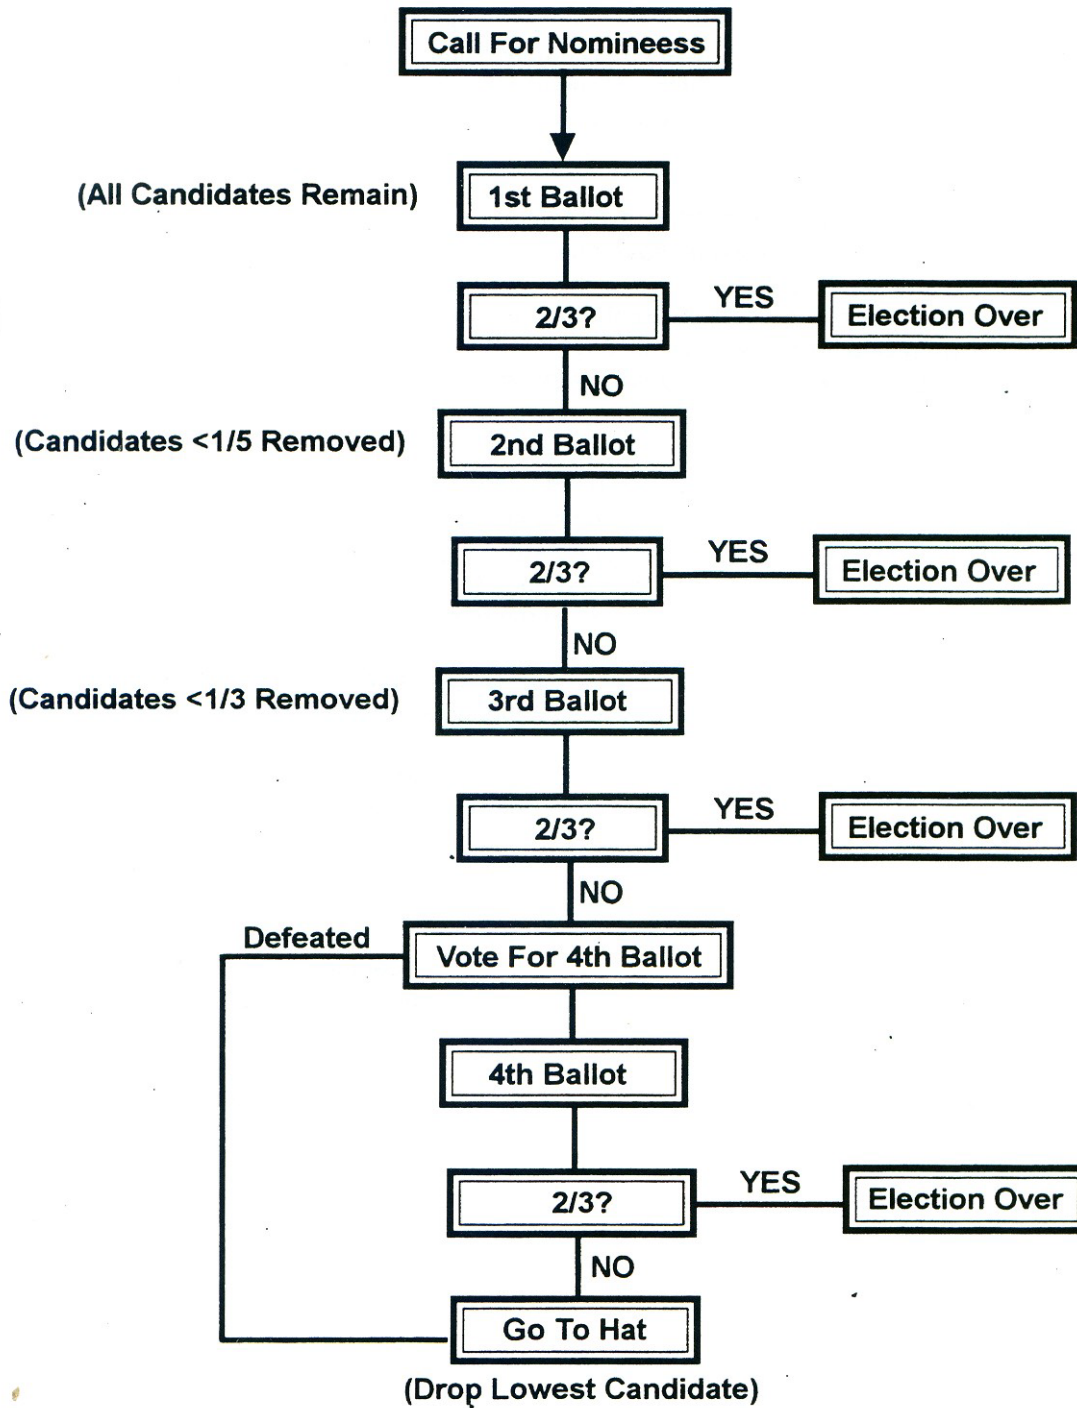 Call For Nomineess
(All Candidates Remain)
1st Ballot
2/3?
YES
Election Over
NO
(Candidates <1/5 Removed)
2nd Ballot
2/3?
YES
Election Over
NO
(Candidates <1/3 Removed)
3rd Ballot
2/3?
YES
Election Over
NO
Defeated
Vote For 4th Ballot
4th Ballot
2/3?
YES
Election Over
NO
Go To Hat
(Drop Lowest Candidate)